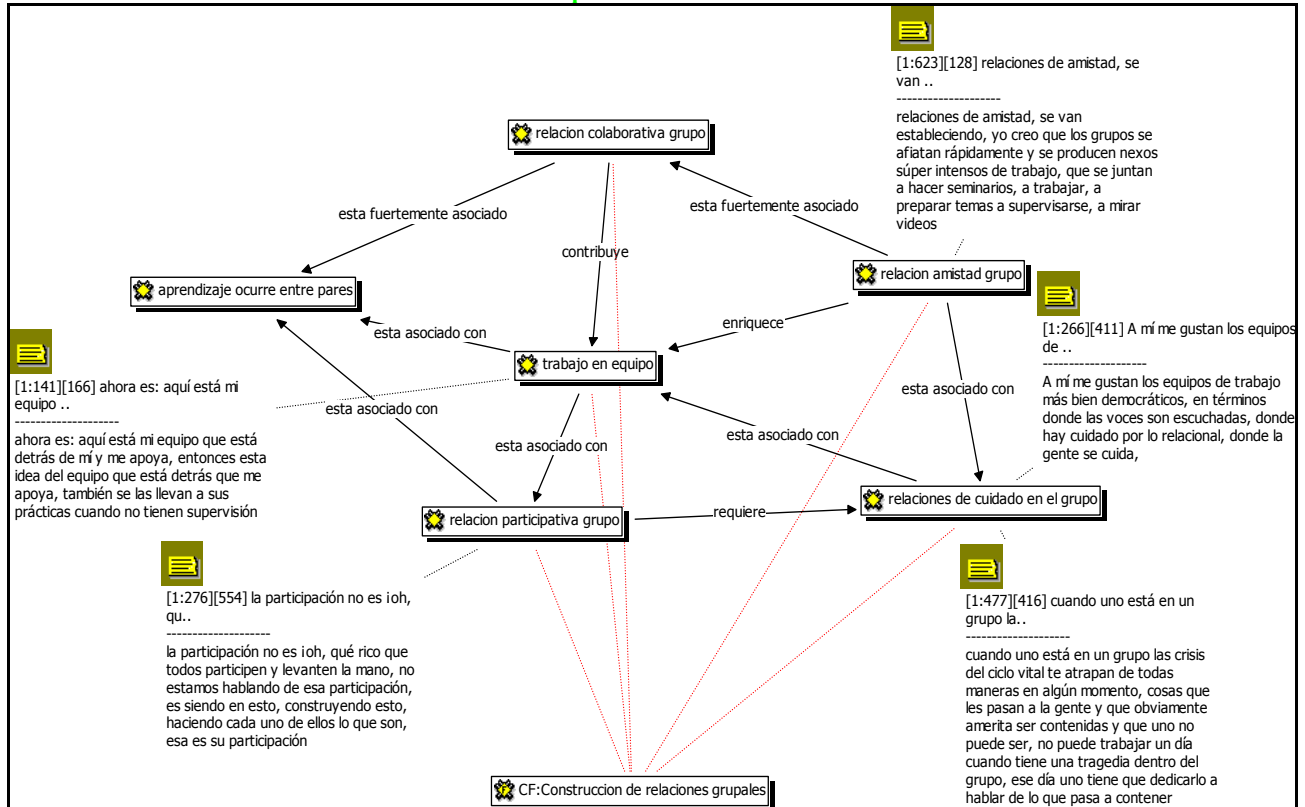 [1:623][128] relaciones de amistad, se
van ..
--------------------
relaciones de amistad, se van
estableciendo, yo creo que los grupos se
afiatan rápidamente y se producen nexos
súper intensos de trabajo, que se juntan
a hacer seminarios, a trabajar, a
preparar temas a supervisarse, a mirar
videos
relacion colaborativa grupo
esta fuertemente asociado
esta fuertemente asociado
contribuye
relacion amistad grupo
aprendizaje ocurre entre pares
enriquece
esta asociado con
[1:266][411] A mí me gustan los equipos
de ..
--------------------
A mí me gustan los equipos de trabajo
más bien democráticos, en términos
donde las voces son escuchadas, donde
hay cuidado por lo relacional, donde la
gente se cuida,
trabajo en equipo
[1:141][166] ahora es: aquí está mi
equipo ..
--------------------
ahora es: aquí está mi equipo que está
detrás de mí y me apoya, entonces esta
idea del equipo que está detrás que me
apoya, también se las llevan a sus
prácticas cuando no tienen supervisión
esta asociado con
esta asociado con
esta asociado con
esta asociado con
relaciones de cuidado en el grupo
relacion participativa grupo
requiere
[1:276][554] la participación no es ¡oh,
qu..
--------------------
la participación no es ¡oh, qué rico que
todos participen y levanten la mano, no
estamos hablando de esa participación,
es siendo en esto, construyendo esto,
haciendo cada uno de ellos lo que son,
esa es su participación
[1:477][416] cuando uno está en un
grupo la..
--------------------
cuando uno está en un grupo las crisis
del ciclo vital te atrapan de todas
maneras en algún momento, cosas que
les pasan a la gente y que obviamente
amerita ser contenidas y que uno no
puede ser, no puede trabajar un día
cuando tiene una tragedia dentro del
grupo, ese día uno tiene que dedicarlo a
hablar de lo que pasa a contener
CF:Construccion de relaciones grupales